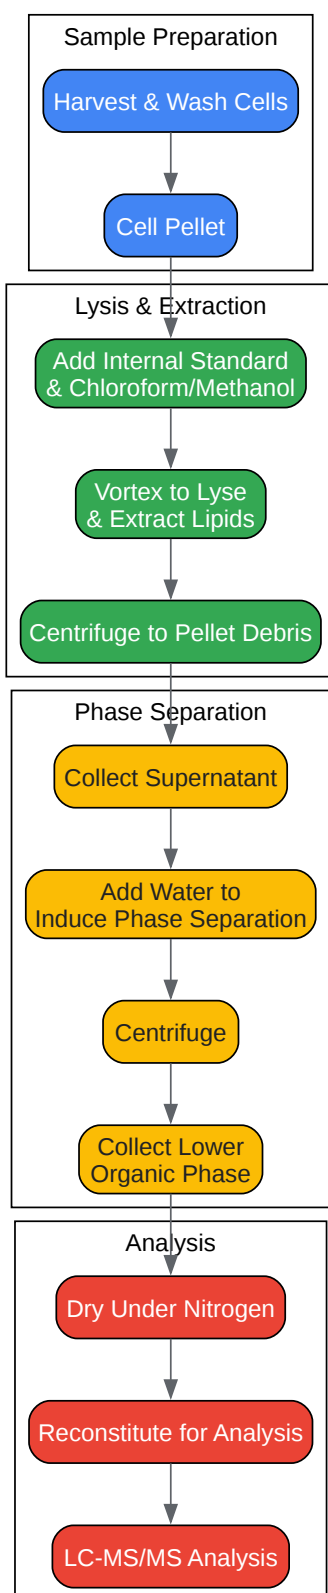 Sample Preparation
Harvest & Wash Cells
Cell Pellet
Lysis & Extraction
Add Internal Standard
& Chloroform/Methanol
Vortex to Lyse
& Extract Lipids
Centrifuge to Pellet Debris
Phase Separation
Collect Supernatant
Add Water to
Induce Phase Separation
Centrifuge
Collect Lower
Organic Phase
Analysis
Dry Under Nitrogen
Reconstitute for Analysis
LC-MS/MS Analysis